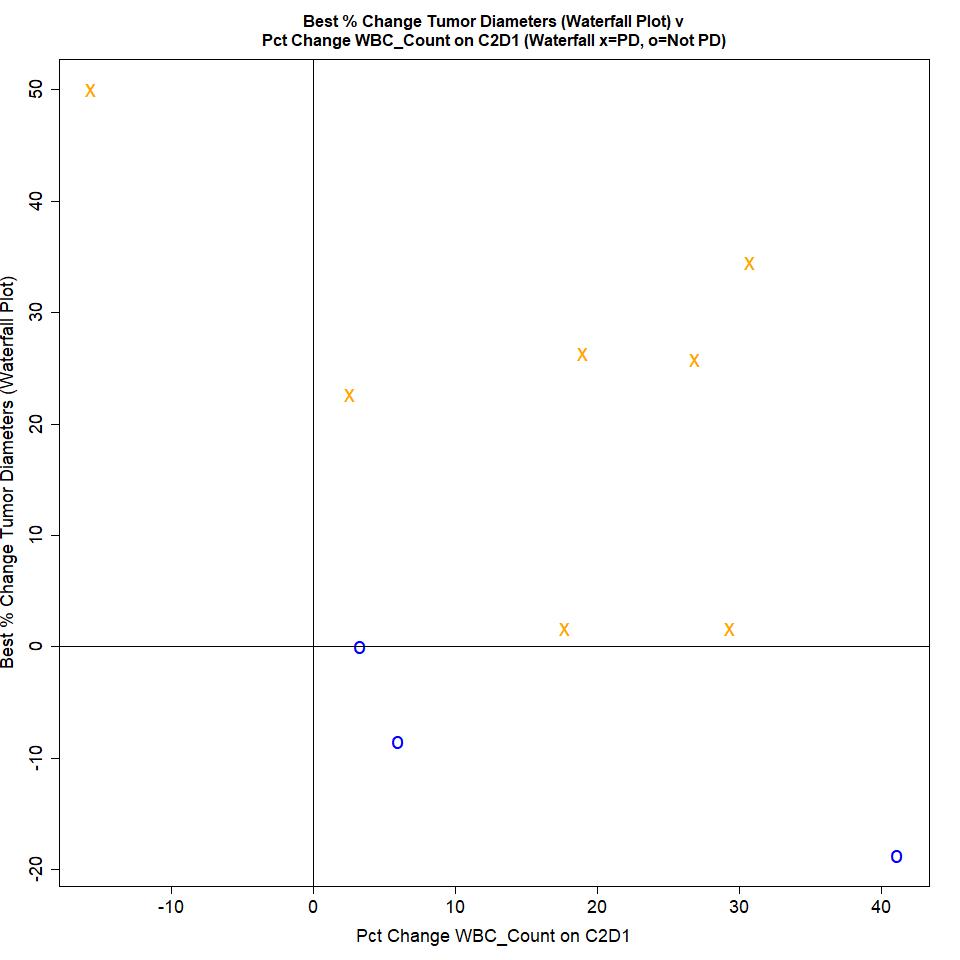 Best % Change Tumor Diameters (Waterfall Plot) v
Pct Change WBC_Count on C2D1 (Waterfall x=PD, o=Not PD)
Best % Change Tumor Diameters (Waterfall Plot)
50
40
30
20
10
0
-10
-20
X
X
X
X
X
X
X
O
O
O
-10
0
10
20
30
40
Pct Change WBC_Count on C2D1